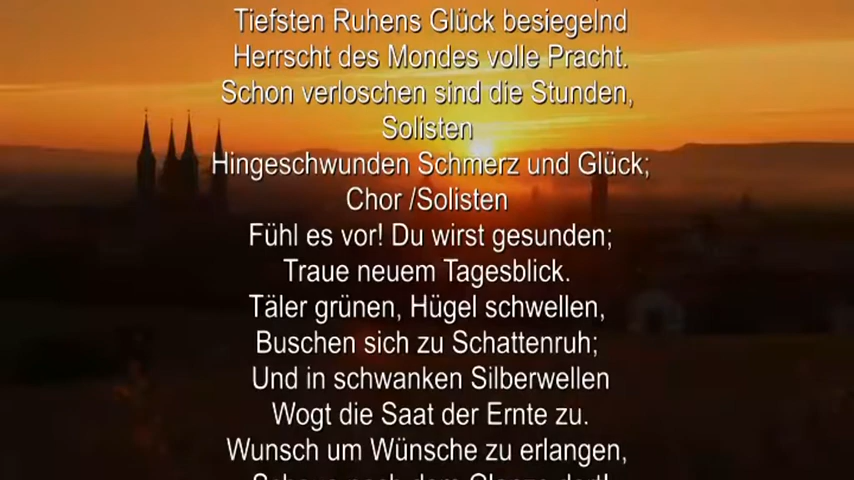 Tiefsten Ruhens Glück besiegelnd
Herrscht des Mondes volle Pracht.
Schon verloschen sind die Stunden,
Solisten
Hingeschwunden Schmerz und Glück;
Chor /Solisten
Fühl es vor! Du wirst gesunden;
Traue neuem Tagesblick.
Täler grünen, Hügel schwellen,
Buschen sich zu Schattenruh;
Und in schwanken Silberwellen
Wogt die Saat der Ernte zu.
Wunsch um Wünsche zu erlangen,